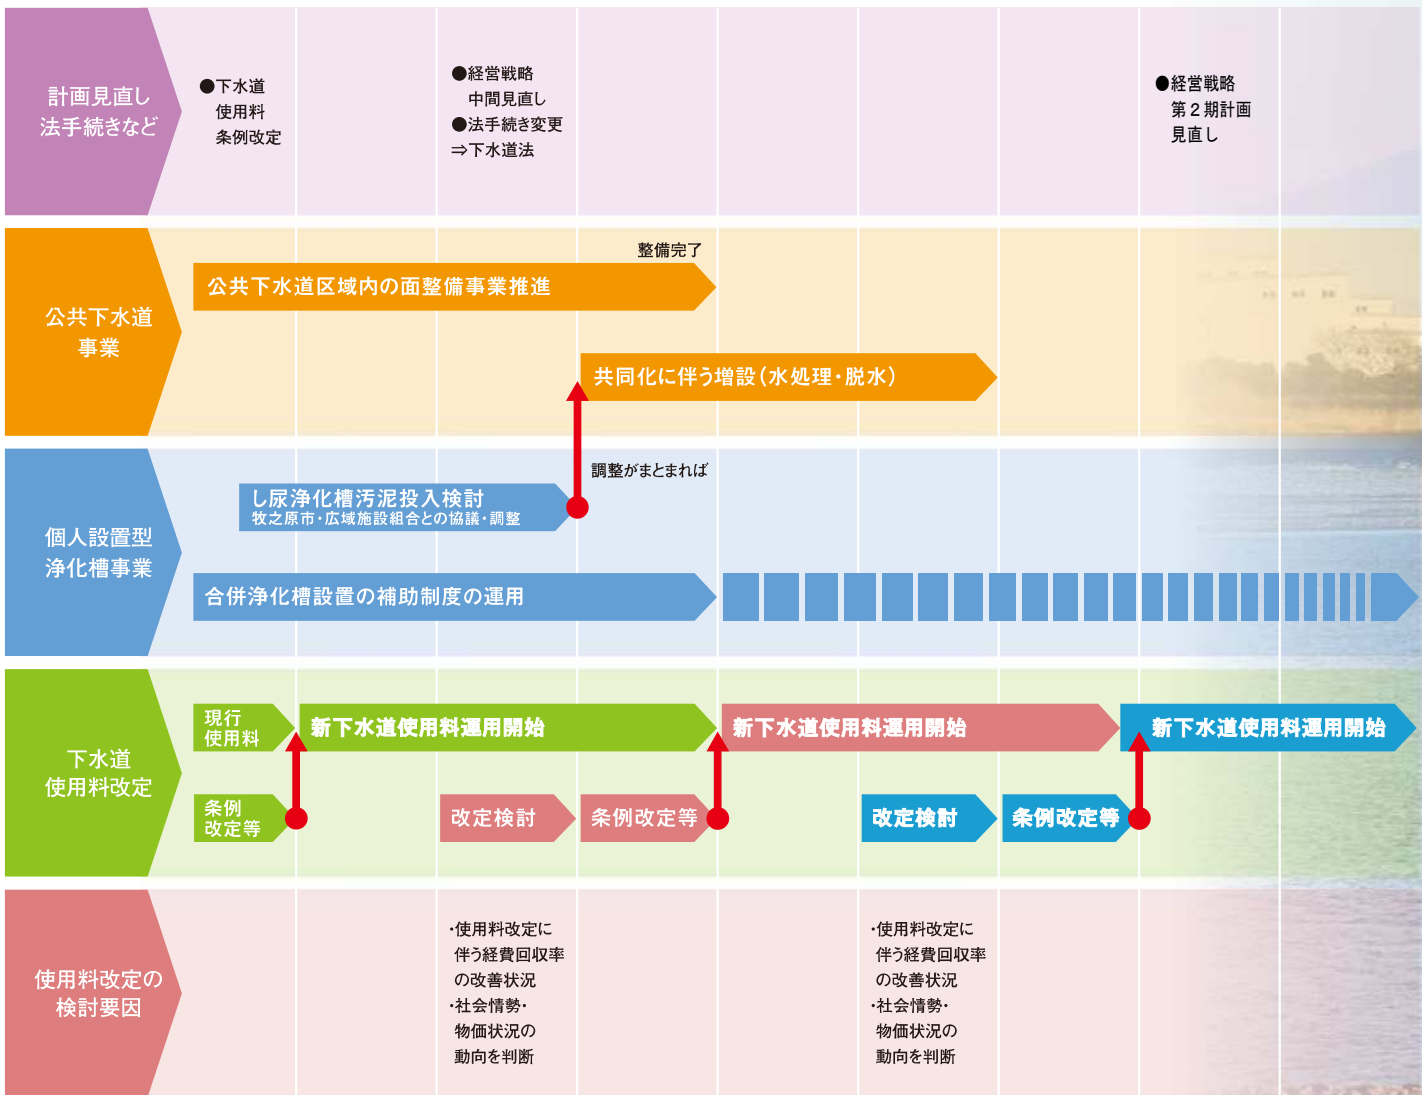 計画見直し
法手続きなど
●下水道
使用料
条例改定
●経営戦略
中間見直し
●法手続き変更
⇒下水道法
●経営戦略
第２期計画
見直し
公共下水道
事業
整備完了
公共下水道区域内の面整備事業推進
共同化に伴う増設（水処理・脱水）
個人設置型
浄化槽事業
調整がまとまれば
し尿浄化槽汚泥投入検討
牧之原市・広域施設組合との協議・調整
合併浄化槽設置の補助制度の運用
下水道
使用料改定
現行
使用料
新下水道使用料運用開始
新下水道使用料運用開始
新下水道使用料運用開始
条例
改定等
改定検討
条例改定等
改定検討
条例改定等
使用料改定の
検討要因
・使用料改定に
伴う経費回収率
の改善状況
・社会情勢・
物価状況の
動向を判断
・使用料改定に
伴う経費回収率
の改善状況
・社会情勢・
物価状況の
動向を判断